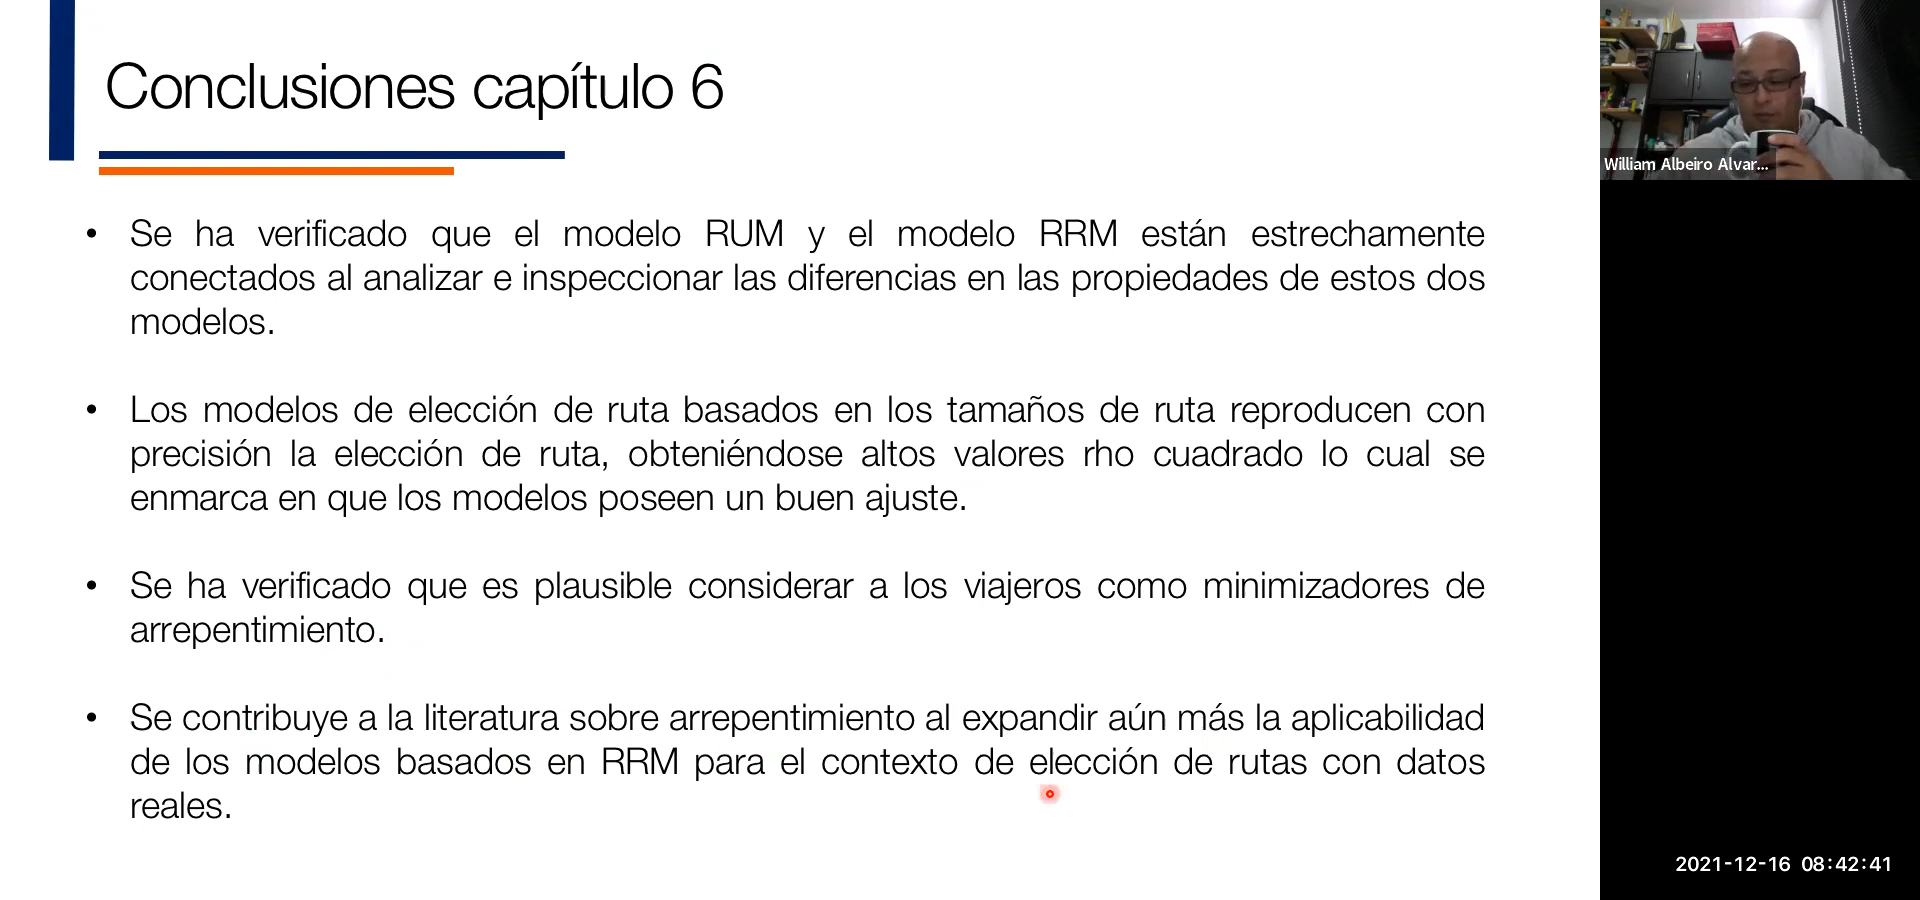 Conclusiones capítulo 6
• Se ha verificado que el modelo RUM y el modelo RRM están estrechamente
conectados al analizar e inspeccionar las diferencias en las propiedades de estos dos
modelos.
• Los modelos de elección de ruta basados en los tamaños de ruta reproducen con
precisión la elección de ruta, obteniéndose altos valores rho cuadrado lo cual se
enmarca en que los modelos poseen un buen ajuste.
• Se ha verificado que es plausible considerar a los viajeros como minimizadores de
arrepentimiento.
• Se contribuye a la literatura sobre arrepentimiento al expandir aún más la aplicabilidad
de los modelos basados en RRM para el contexto de elección de rutas con datos
reales.
William Albeiro Alvar...
2021-12-16 08:42:41